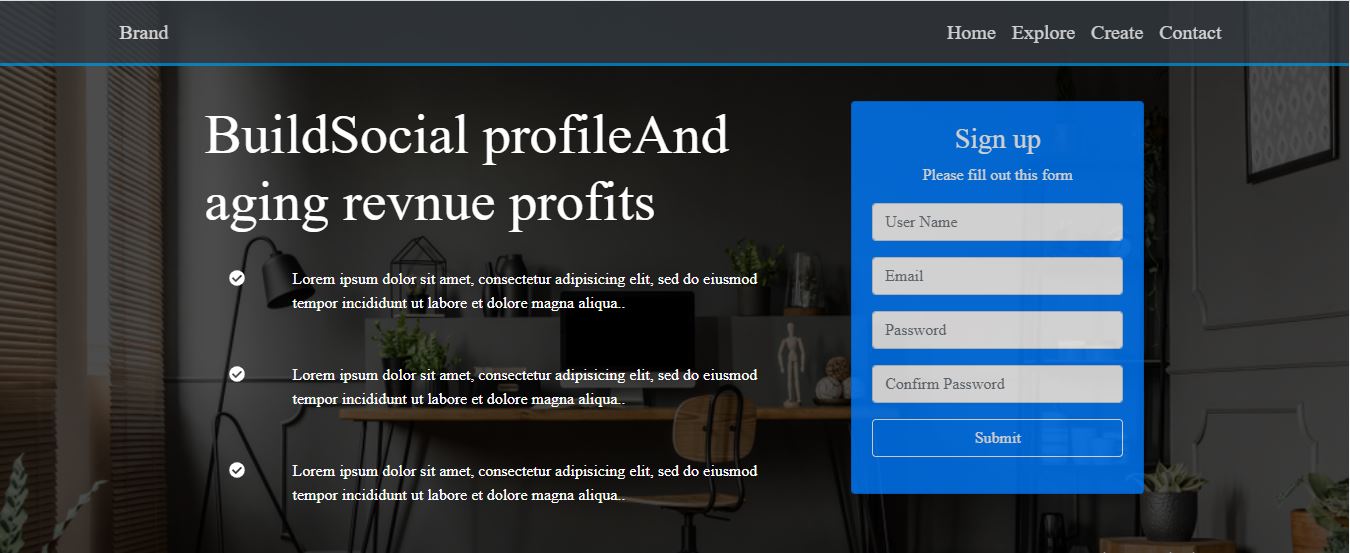 Brand
Home Explore Create Contact
BuildSocial profileAnd
aging revnue profits
Lorem ipsum dolor sit amet, consectetur adipisicing elit, sed do eiusmod
tempor incididunt ut labore et dolore magna aliqua..
Lorem ipsum dolor sit amet, consectetur adipisicing elit, sed do eiusmod
tempor incididunt ut labore et dolore magna aliqua..
Lorem ipsum dolor sit amet, consectetur adipisicing elit, sed do eiusmod
tempor incididunt ut labore et dolore magna aliqua..
Sign up
Please fill out this form
User Name
Email
Password
Confirm Password
Submit